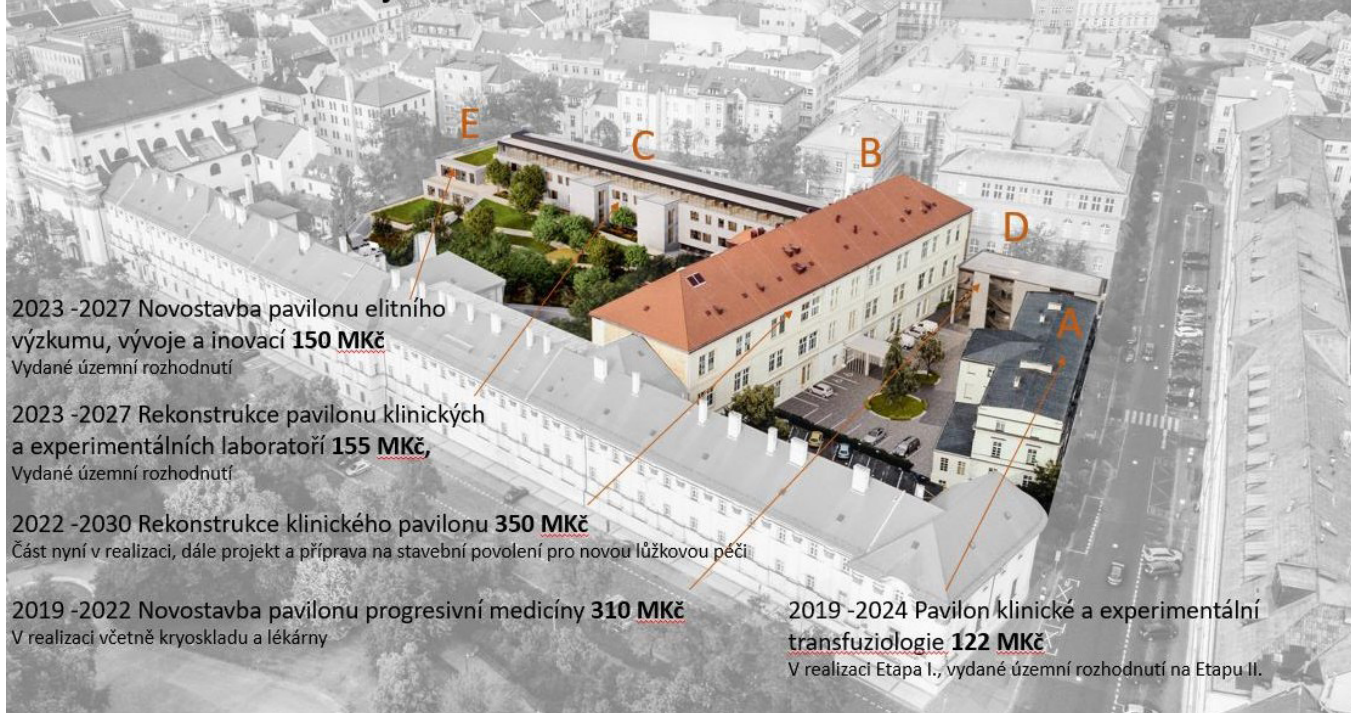 E
C
B
D
A
2023 -2027 Novostavba pavilonu elitního
výzkumu, vývoje a inovací 150 MKč
Vydané územní rozhodnutí
2023 -2027 Rekonstrukce pavilonu klinických
a experimentálních laboratoří 155 MKč,
Vydané územní rozhodnutí
2022 -2030 Rekonstrukce klinického pavilonu 350 MKč
Část nyní v realizaci, dále projekt a příprava na stavební povolení pro novou lůžkovou péči
2019 -2022 Novostavba pavilonu progresivní medicíny 310 MKč
V realizaci včetně kryoskladu a lékárny
2019 -2024 Pavilon klinické a experimentální
transfuziologie 122 MKč
V realizaci Etapa I., vydané územní rozhodnutí na Etapu II.